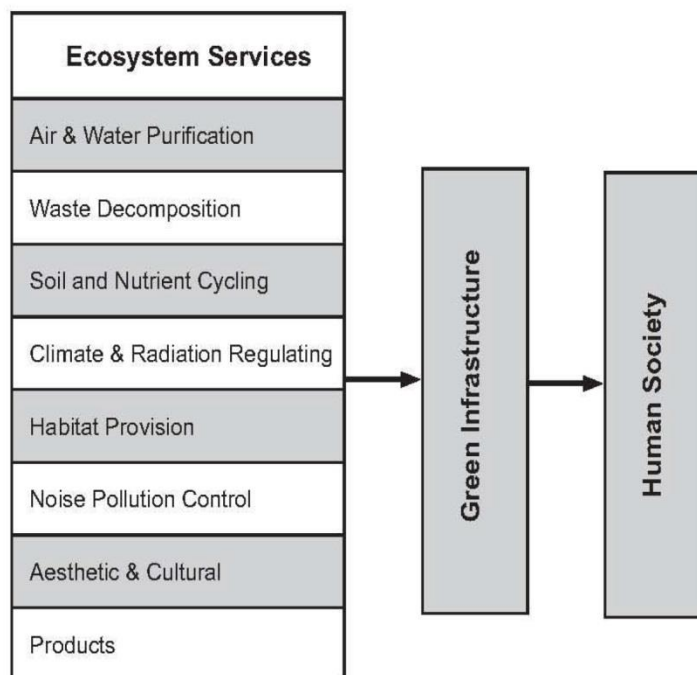 Ecosystem Services
Air & Water Purification
Waste Decomposition
Soil and Nutrient Cycling
Climate & Radiation Regulating
Habitat Provision
Noise Pollution Control
Aesthetic & Cultural
Products
Green Infrastructure
Human Society